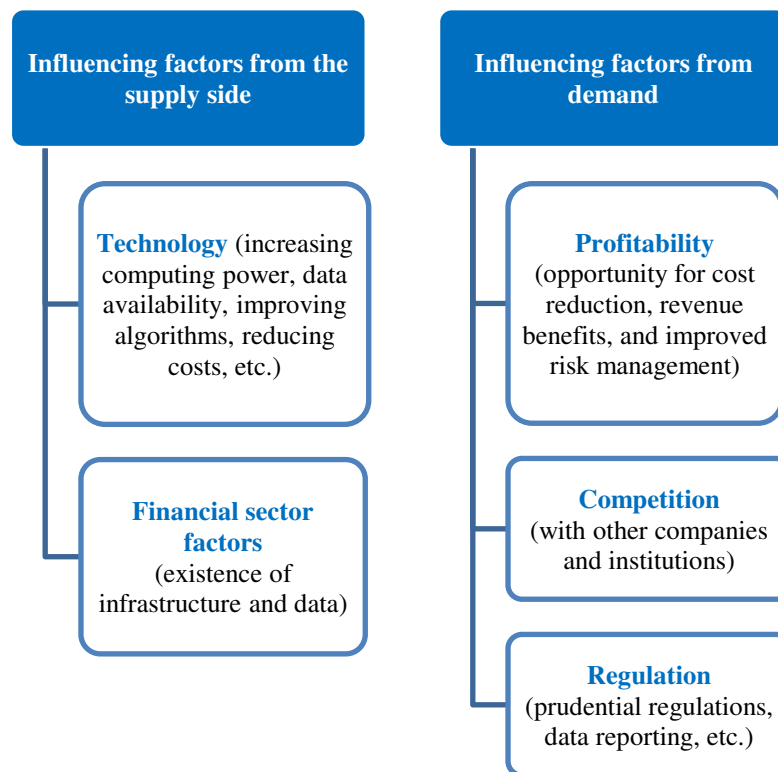 Influencing factors from the
supply side
Technology (increasing
computing power, data
availability, improving
algorithms, reducing
costs, etc.)
Financial sector
factors
(existence of
infrastructure and data)
Influencing factors from
demand
Profitability
(opportunity for cost
reduction, revenue
benefits, and improved
risk management)
Competition
(with other companies
and institutions)
Regulation
(prudential regulations,
data reporting, etc.)